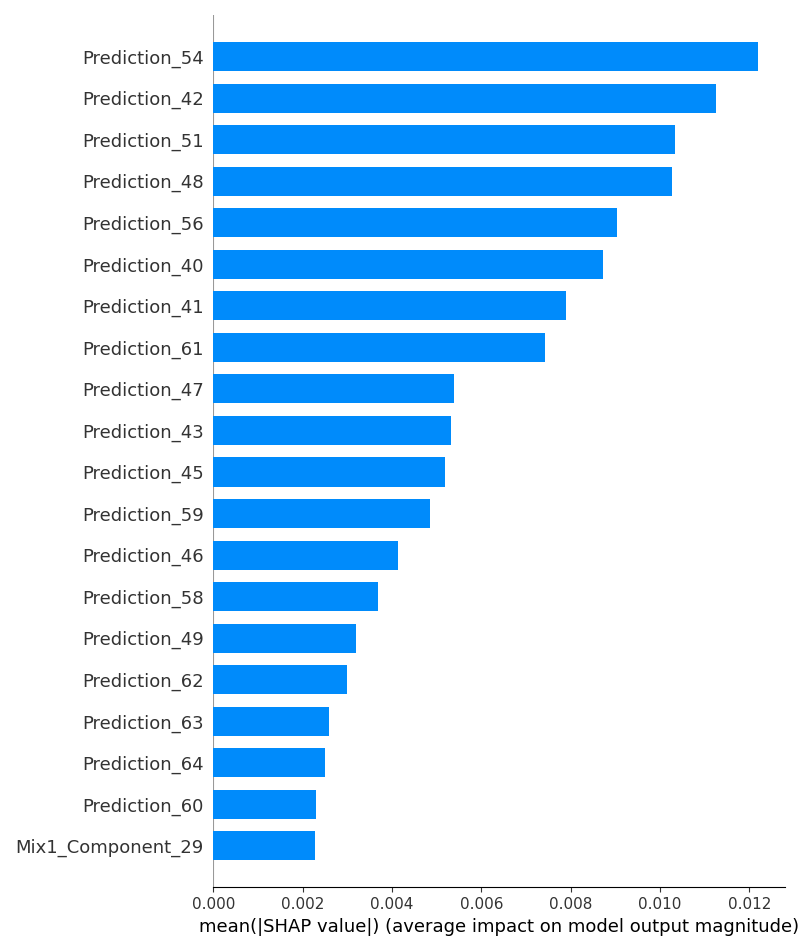 Prediction_54
Prediction_42
Prediction_51
Prediction_48
Prediction_56
Prediction_40
Prediction_41
Prediction_61
Prediction_47
Prediction_43
Prediction_45
Prediction_59
Prediction_46
Prediction_58
Prediction_49
Prediction_62
Prediction_63
Prediction_64
Prediction_60
Mix1_Component_29
0.000 0.002 0.004 0.006 0.008 0.010 0.012
mean(|SHAP value|) (average impact on model output magnitude)